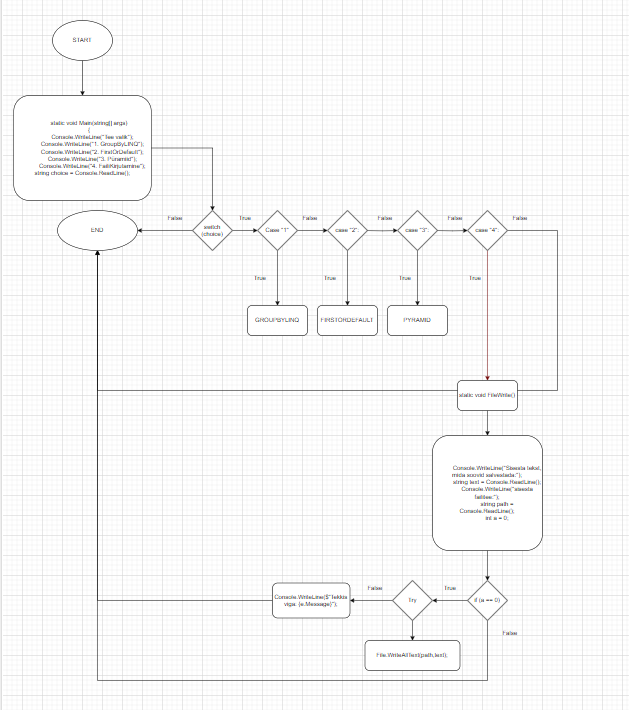 START
static void Main(string[] args)
{
Console.WriteLine("Tee valik");
Console.WriteLine("1. GroupByLINQ");
Console.WriteLine("2. FirstOrDefault");
Console.WriteLine("3. Püramiid");
Console.WriteLine("4. FailiKirjutamine");
string choice = Console.ReadLine();
END
False
switch
(choice)
True
Case "1".
False
case "2".
False
case "3".
False
case "4".
False
True
True
True
True
GROUPBYLINQ
FIRSTORDEFAULT
PYRAMID
static void FileWrite()
Console.WriteLine("Sisesta tekst,
mida soovid salvestada:");
string text = Console.ReadLine();
Console.WriteLine("sisesta
failitee:");
string path =
Console.ReadLine();
int a = 0;
Console.WriteLine($"Tekkis
viga: {e.Message}");
False
Try
True
if (a == 0)
False
File.WriteAllText(path,text);